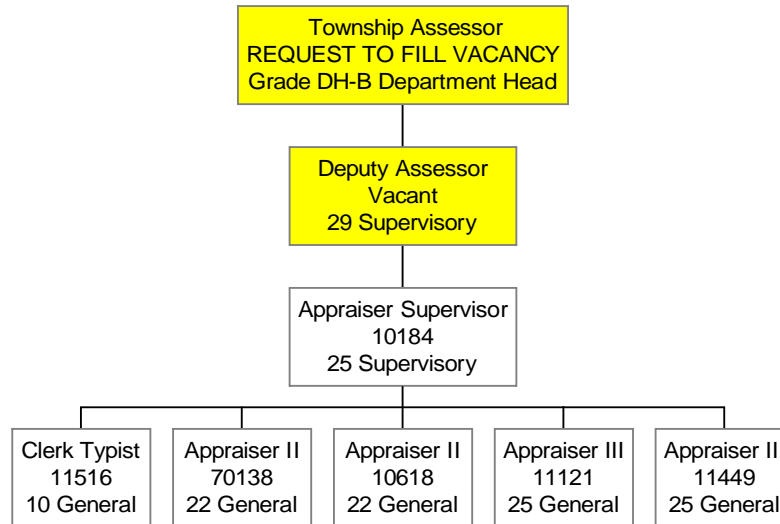 Township Assessor
REQUEST TO FILL VACANCY
Grade DH-B Department Head
Deputy Assessor
Vacant
29 Supervisory
Appraiser Supervisor
10184
25 Supervisory
Clerk Typist
11516
10 General
Appraiser II
70138
22 General
Appraiser II
10618
22 General
Appraiser III
11121
25 General
Appraiser II
11449
25 General